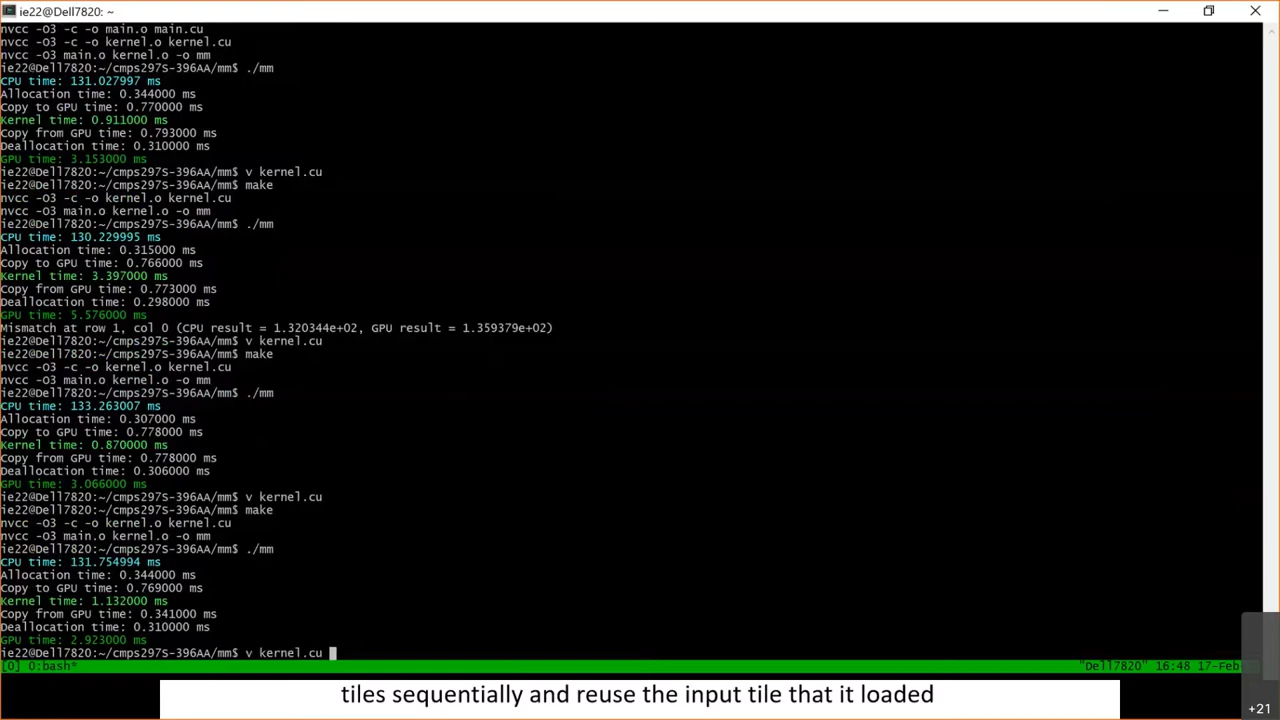 ie22@Dell7820: ~
nvcc -O3 -c -o main.o main.cu
nvcc -O3 -c -o kernel.o kernel.cu
nvcc -O3 main.o kernel.o -o mm
ie22@Dell7820:~/cmps297S-396AA/mm$ ./mm
CPU time: 131.027997 ms
Allocation time: 0.344000 ms
Copy to GPU time: 0.770000 ms
Kernel time: 0.911000 ms
Copy from GPU time: 0.793000 ms
Deallocation time: 0.310000 ms
GPU time: 3.153000 ms
ie22@Dell7820:~/cmps297S-396AA/mm$ v kernel.cu
ie22@Dell7820:~/cmps297S-396AA/mm$ make
nvcc -O3 -c -o kernel.o kernel.cu
nvcc -O3 main.o kernel.o -o mm
ie22@Dell7820:~/cmps297S-396AA/mm$ ./mm
CPU time: 130.229995 ms
Allocation time: 0.315000 ms
Copy to GPU time: 0.766000 ms
Kernel time: 3.397000 ms
Copy from GPU time: 0.773000 ms
Deallocation time: 0.298000 ms
GPU time: 5.576000 ms
Mismatch at row 1, col 0 (CPU result = 1.320344e+02, GPU result = 1.359379e+02)
ie22@Dell7820:~/cmps297S-396AA/mm$ v kernel.cu
ie22@Dell7820:~/cmps297S-396AA/mm$ make
nvcc -O3 -c -o kernel.o kernel.cu
nvcc -O3 main.o kernel.o -o mm
ie22@Dell7820:~/cmps297S-396AA/mm$ ./mm
CPU time: 133.263007 ms
Allocation time: 0.307000 ms
Copy to GPU time: 0.778000 ms
Kernel time: 0.870000 ms
Copy from GPU time: 0.778000 ms
Deallocation time: 0.306000 ms
GPU time: 3.066000 ms
ie22@Dell7820:~/cmps297S-396AA/mm$ v kernel.cu
ie22@Dell7820:~/cmps297S-396AA/mm$ make
nvcc -O3 -c -o kernel.o kernel.cu
nvcc -O3 main.o kernel.o -o mm
ie22@Dell7820:~/cmps297S-396AA/mm$ ./mm
CPU time: 131.754994 ms
Allocation time: 0.344000 ms
Copy to GPU time: 0.769000 ms
Kernel time: 1.132000 ms
Copy from GPU time: 0.341000 ms
Deallocation time: 0.310000 ms
GPU time: 2.923000 ms
ie22@Dell7820:~/cmps297S-396AA/mm$ v kernel.cu
[0] 0:bash* "Dell7820" 16:48 17-Feb
tiles sequentially and reuse the input tile that it loaded
+21